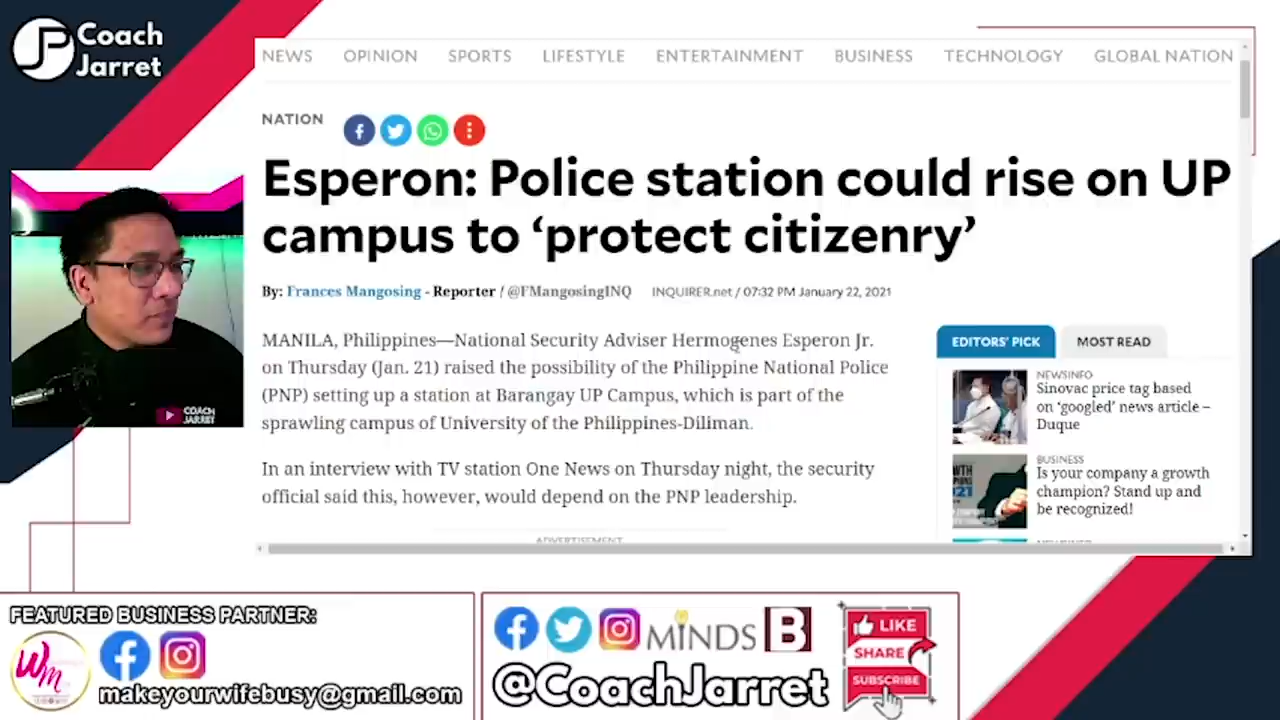 Coach
Jarret
NEWS OPINION SPORTS LIFESTYLE ENTERTAINMENT BUSINESS TECHNOLOGY GLOBAL NATION
NATION
Esperon: Police station could rise on UP
campus to ‘protect citizenry’
By: Frances Mangosing - Reporter / @FMangosingINQ INQUIRER.net / 07:32 PM January 22, 2021
MANILA, Philippines—National Security Adviser Hermogenes Esperon Jr.
on Thursday (Jan. 21) raised the possibility of the Philippine National Police
(PNP) setting up a station at Barangay UP Campus, which is part of the
sprawling campus of University of the Philippines-Diliman.
In an interview with TV station One News on Thursday night, the security
official said this, however, would depend on the PNP leadership.
ADVERTISEMENT
EDITORS' PICK MOST READ
NEWSINFO
Sinovac price tag based
on ‘googled’ news article –
Duque
BUSINESS
Is your company a growth
champion? Stand up and
be recognized!
COACH
JARRET
FEATURED BUSINESS PARTNER:
Wm
makeyourwifebusy@gmail.com
MINDS B
@CoachJarret
LIKE
SHARE
SUBSCRIBE